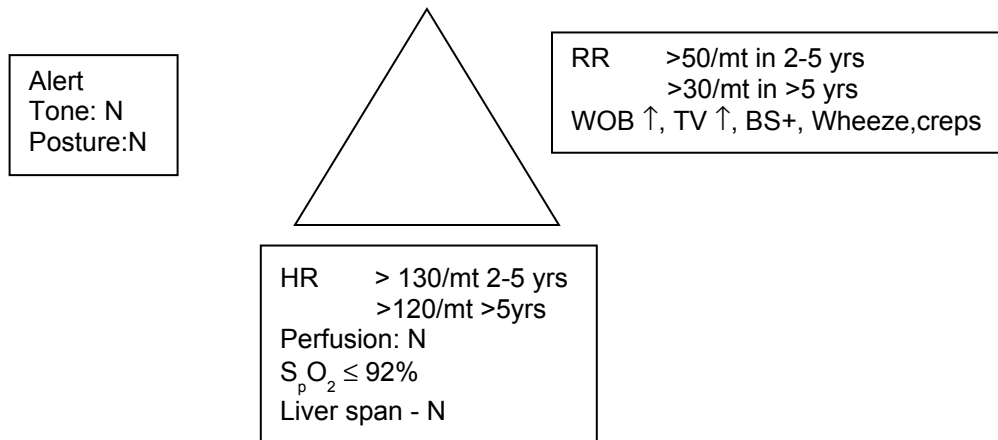 Alert
Tone: N
Posture:N
RR >50/mt in 2-5 yrs
>30/mt in >5 yrs
WOB ↑, TV ↑, BS+, Wheeze,creps
HR > 130/mt 2-5 yrs
>120/mt >5yrs
Perfusion: N
SpO2 ≤ 92%
Liver span - N